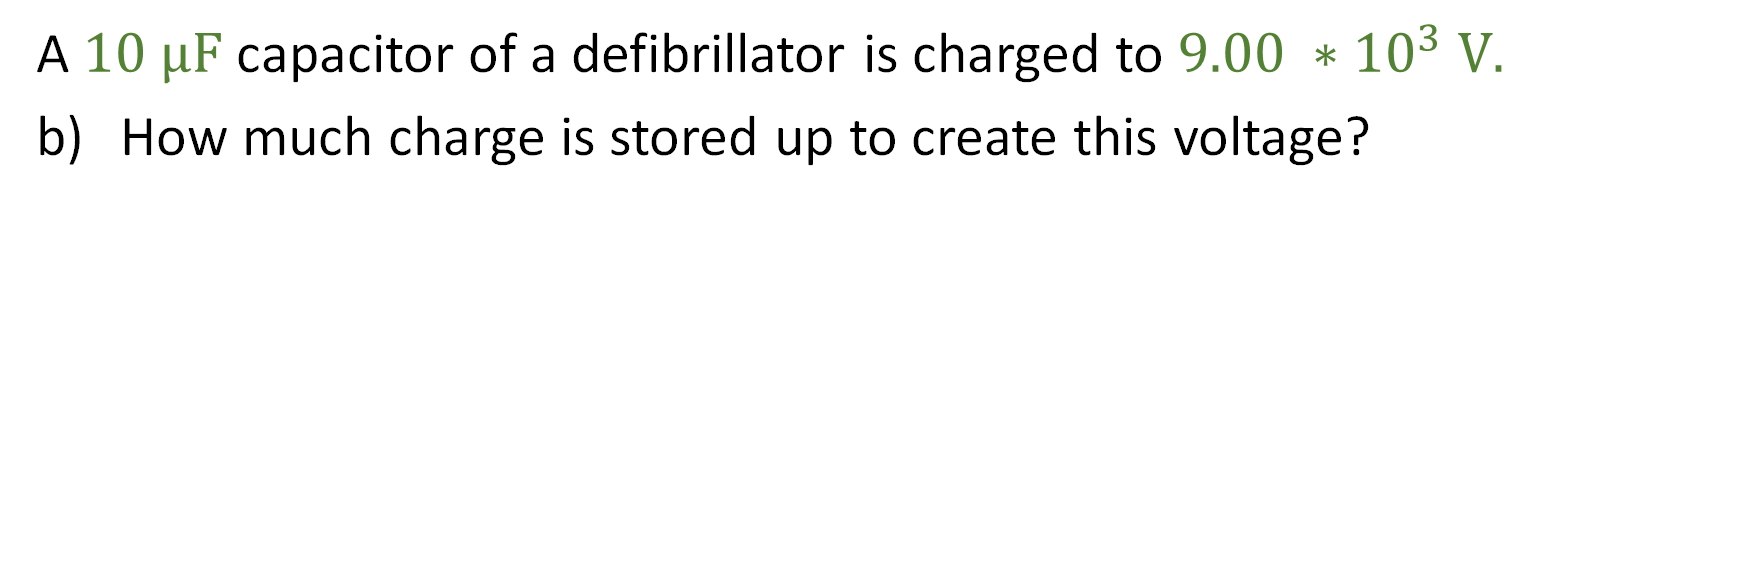 A 10 μF capacitor of a defibrillator is charged to 9.00 * 10³ V.
b) How much charge is stored up to create this voltage?